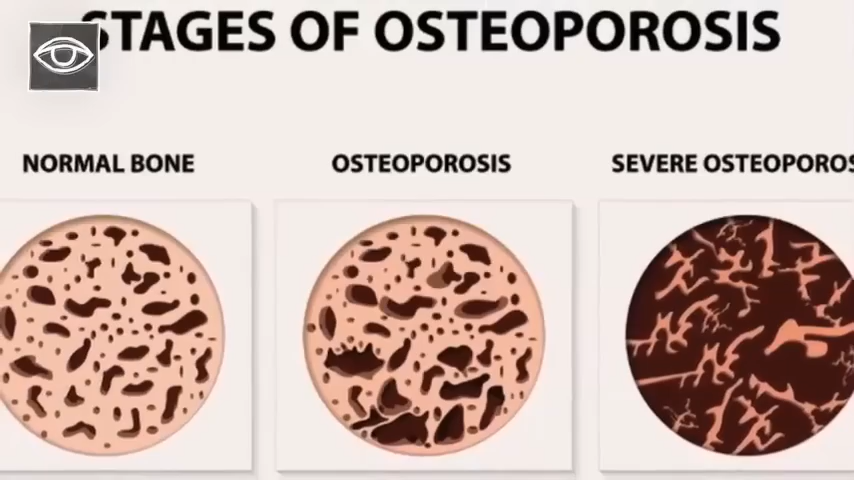 STAGES OF OSTEOPOROSIS
NORMAL BONE
OSTEOPOROSIS
SEVERE OSTEOPOROS